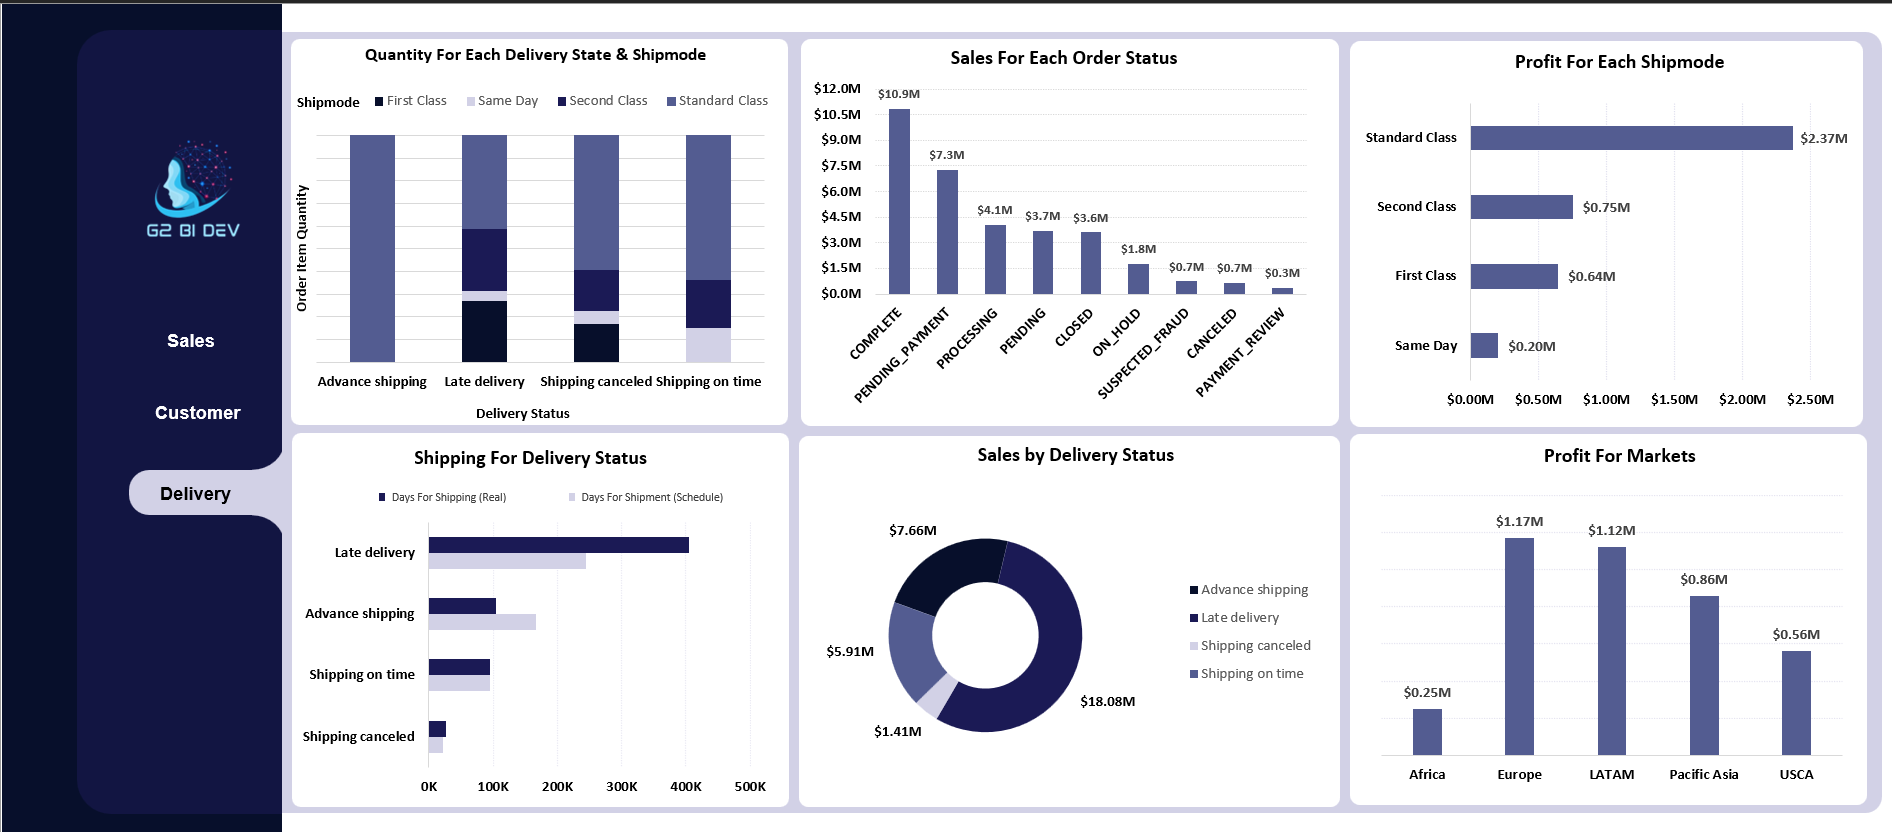 G2 BI DEV
Sales
Customer
Delivery
Quantity For Each Delivery State & Shipmode
Shipmode First Class Same Day Second Class Standard Class
Order Item Quantity
Advance shipping Late delivery Shipping canceled Shipping on time
Delivery Status
Sales For Each Order Status
$12.0M
$10.5M
$9.0M
$7.5M
$6.0M
$4.5M
$3.0M
$1.5M
$0.0M
$10.9M
$7.3M
$4.1M
$3.7M
$3.6M
$1.8M
$0.7M
$0.7M
$0.3M
COMPLETE
PENDING_PAYMENT
PROCESSING
PENDING
CLOSED
ON_HOLD
SUSPECTED_FRAUD
CANCELED
PAYMENT_REVIEW
Profit For Each Shipmode
Standard Class $2.37M
Second Class $0.75M
First Class $0.64M
Same Day $0.20M
$0.00M $0.50M $1.00M $1.50M $2.00M $2.50M
Shipping For Delivery Status
Days For Shipping (Real) Days For Shipment (Schedule)
Late delivery
Advance shipping
Shipping on time
Shipping canceled
0K 100K 200K 300K 400K 500K
Sales by Delivery Status
$7.66M
$5.91M
$1.41M
$18.08M
Advance shipping
Late delivery
Shipping canceled
Shipping on time
Profit For Markets
$0.25M
$1.17M
$1.12M
$0.86M
$0.56M
Africa Europe LATAM Pacific Asia USCA